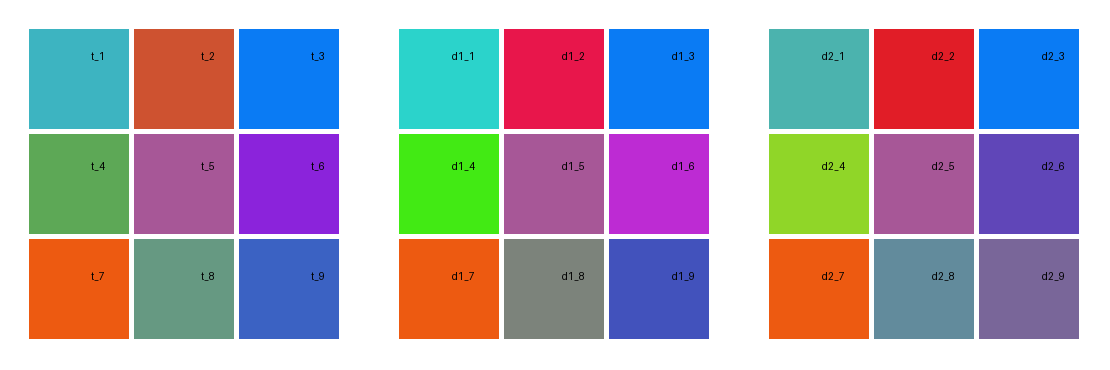 t_1 t_2 t_3 d1_1 d1_2 d1_3 d2_1 d2_2 d2_3
t_4 t_5 t_6 d1_4 d1_5 d1_6 d2_4 d2_5 d2_6
t_7 t_8 t_9 d1_7 d1_8 d1_9 d2_7 d2_8 d2_9